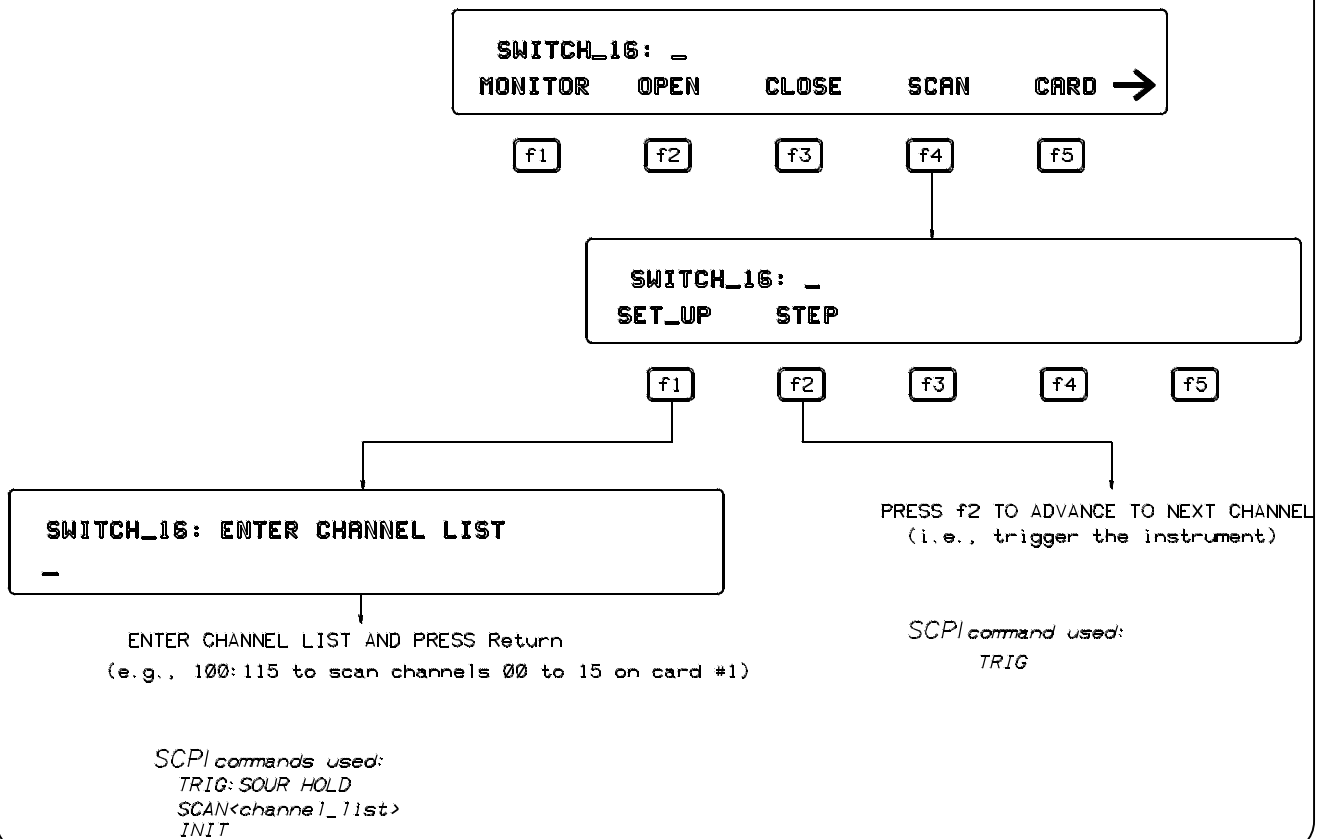 SWITCH_16: _
MONITOR OPEN CLOSE SCAN CARD →
f1 f2 f3 f4 f5
SWITCH_16: _
SET_UP STEP
f1 f2 f3 f4 f5
SWITCH_16: ENTER CHANNEL LIST
_
ENTER CHANNEL LIST AND PRESS Return
(e.g., 100:115 to scan channels 00 to 15 on card #1)
SCPI commands used:
TRIG:SOUR HOLD
SCAN<channel_list>
INIT
PRESS f2 TO ADVANCE TO NEXT CHANNEL
(i.e., trigger the instrument)
SCPI command used:
TRIG